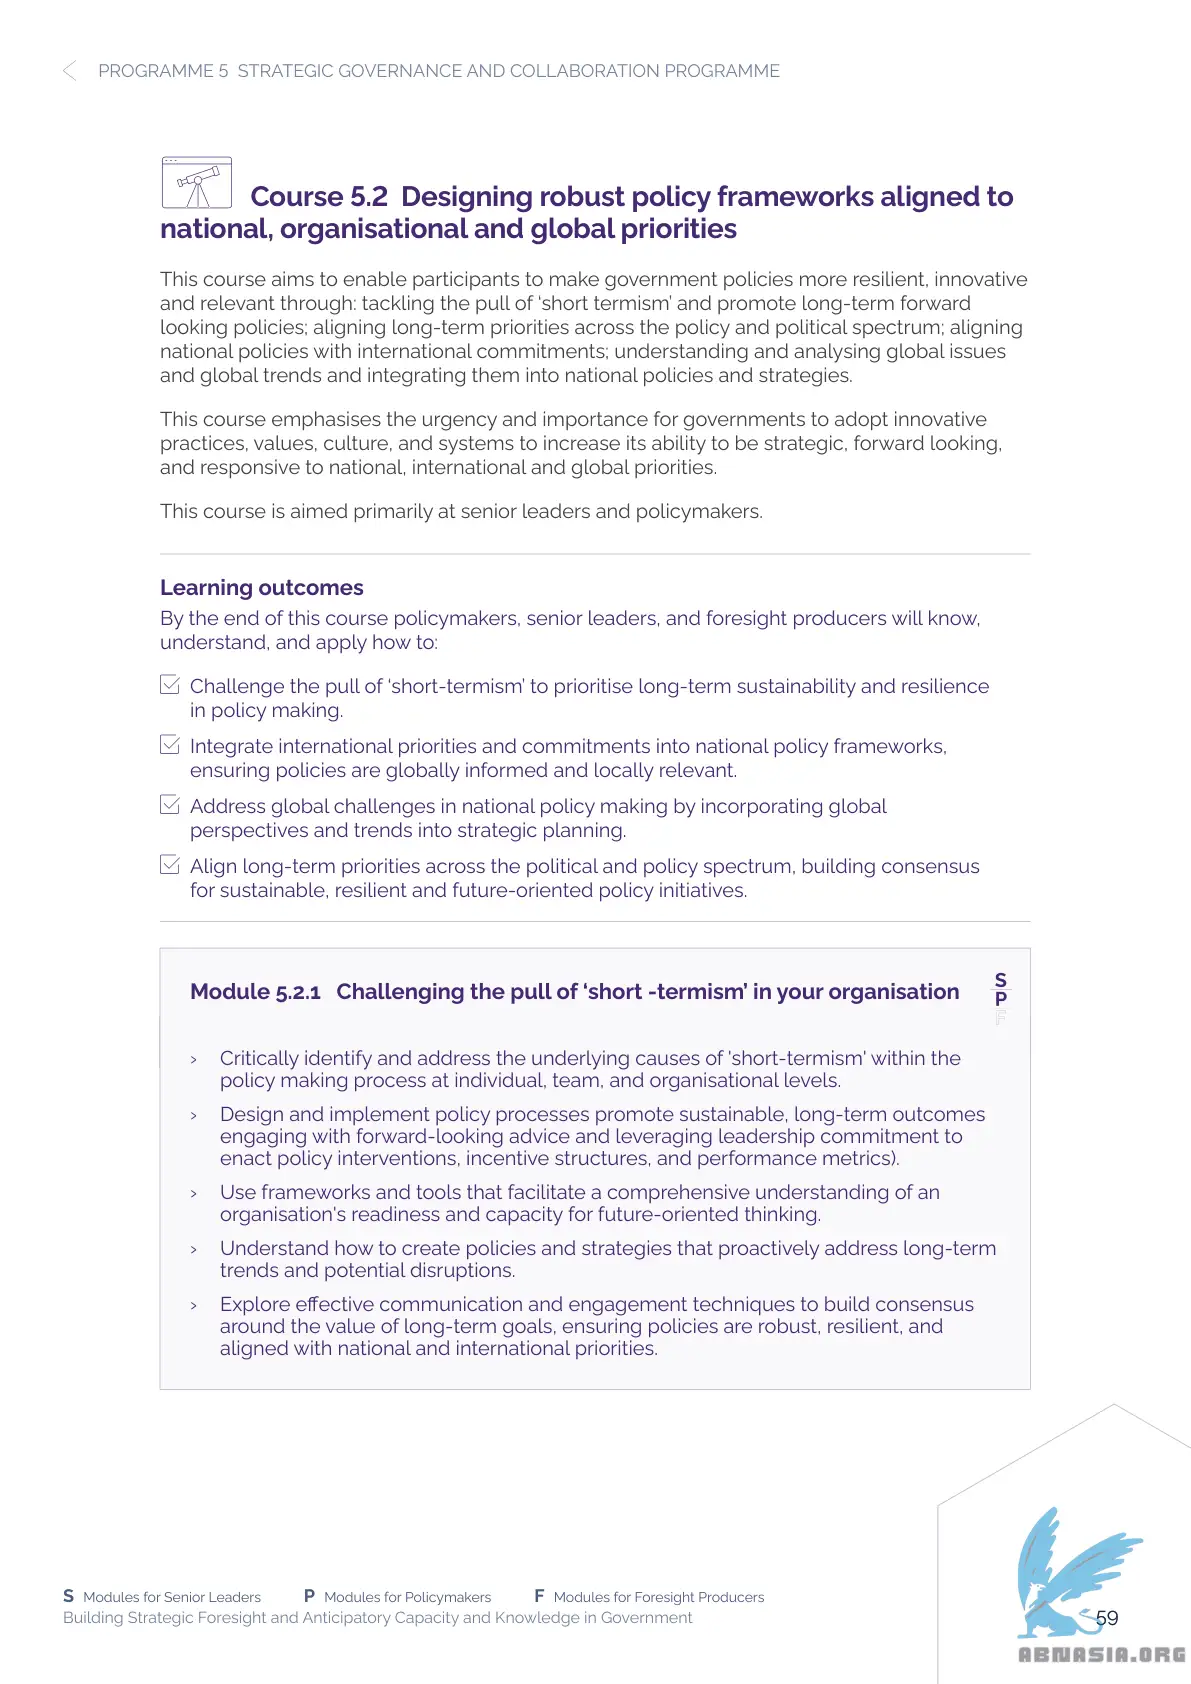 PROGRAMME 5 STRATEGIC GOVERNANCE AND COLLABORATION PROGRAMME
Course 5.2 Designing robust policy frameworks aligned to
national, organisational and global priorities
This course aims to enable participants to make government policies more resilient, innovative
and relevant through: tackling the pull of ‘short termism’ and promote long-term forward
looking policies; aligning long-term priorities across the policy and political spectrum; aligning
national policies with international commitments; understanding and analysing global issues
and global trends and integrating them into national policies and strategies.
This course emphasises the urgency and importance for governments to adopt innovative
practices, values, culture, and systems to increase its ability to be strategic, forward looking,
and responsive to national, international and global priorities.
This course is aimed primarily at senior leaders and policymakers.
Learning outcomes
By the end of this course policymakers, senior leaders, and foresight producers will know,
understand, and apply how to:
Challenge the pull of ‘short-termism’ to prioritise long-term sustainability and resilience
in policy making.
Integrate international priorities and commitments into national policy frameworks,
ensuring policies are globally informed and locally relevant.
Address global challenges in national policy making by incorporating global
perspectives and trends into strategic planning.
Align long-term priorities across the political and policy spectrum, building consensus
for sustainable, resilient and future-oriented policy initiatives.
Module 5.2.1 Challenging the pull of ‘short -termism’ in your organisation
S
P
F
› Critically identify and address the underlying causes of 'short-termism' within the
policy making process at individual, team, and organisational levels.
› Design and implement policy processes promote sustainable, long-term outcomes
engaging with forward-looking advice and leveraging leadership commitment to
enact policy interventions, incentive structures, and performance metrics).
› Use frameworks and tools that facilitate a comprehensive understanding of an
organisation's readiness and capacity for future-oriented thinking.
› Understand how to create policies and strategies that proactively address long-term
trends and potential disruptions.
› Explore effective communication and engagement techniques to build consensus
around the value of long-term goals, ensuring policies are robust, resilient, and
aligned with national and international priorities.
S Modules for Senior Leaders P Modules for Policymakers F Modules for Foresight Producers
Building Strategic Foresight and Anticipatory Capacity and Knowledge in Government
59
ABNASIA.ORG